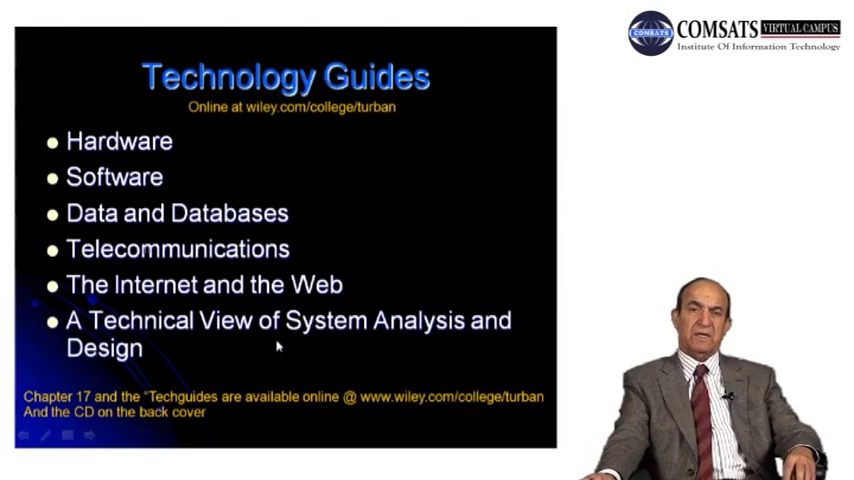 COMSATS VIRTUAL CAMPUS
COMSATS
Institute Of Information Technology
Technology Guides
Online at wiley.com/college/turban
Hardware
Software
Data and Databases
Telecommunications
The Internet and the Web
A Technical View of System Analysis and
Design
Chapter 17 and the “Techguides are available online @ www.wiley.com/college/turban
And the CD on the back cover